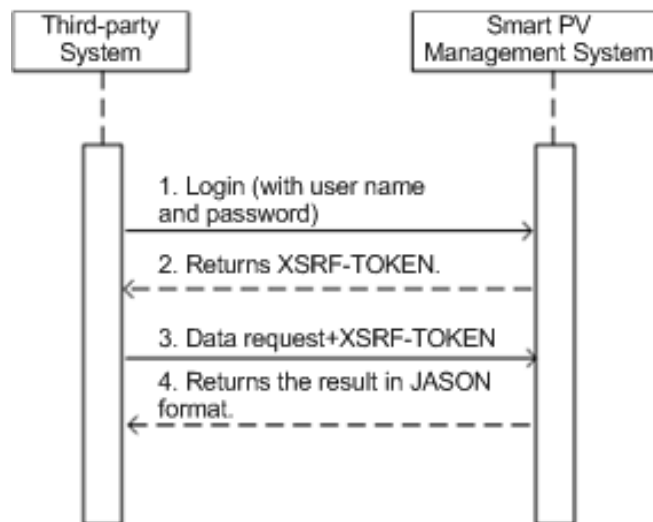 Third-party
System
Smart PV
Management System
1. Login (with user name
and password)
2. Returns XSRF-TOKEN.
3. Data request+XSRF-TOKEN
4. Returns the result in JASON
format.